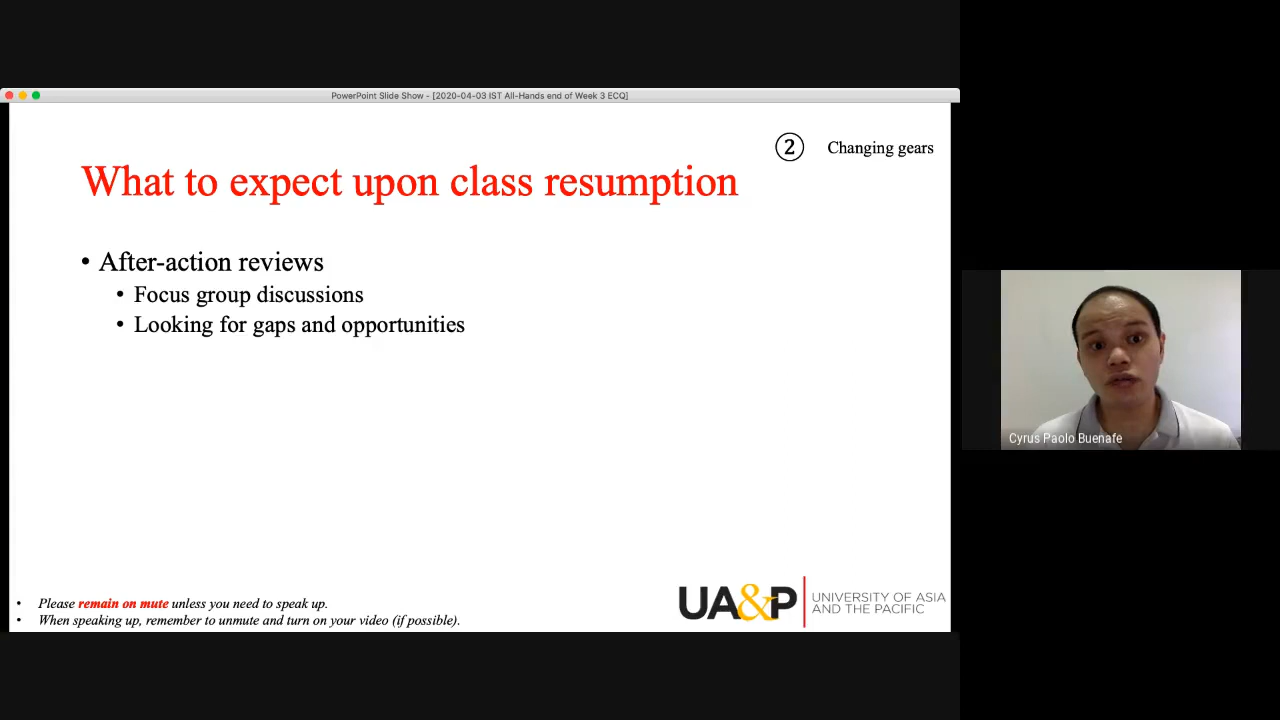 PowerPoint Slide Show - [2020-04-03 IST All-Hands end of Week 3 ECQ]
② Changing gears
What to expect upon class resumption
• After-action reviews
• Focus group discussions
• Looking for gaps and opportunities
Cyrus Paolo Buenafe
• Please remain on mute unless you need to speak up.
• When speaking up, remember to unmute and turn on your video (if possible).
UA&P
UNIVERSITY OF ASIA
AND THE PACIFIC